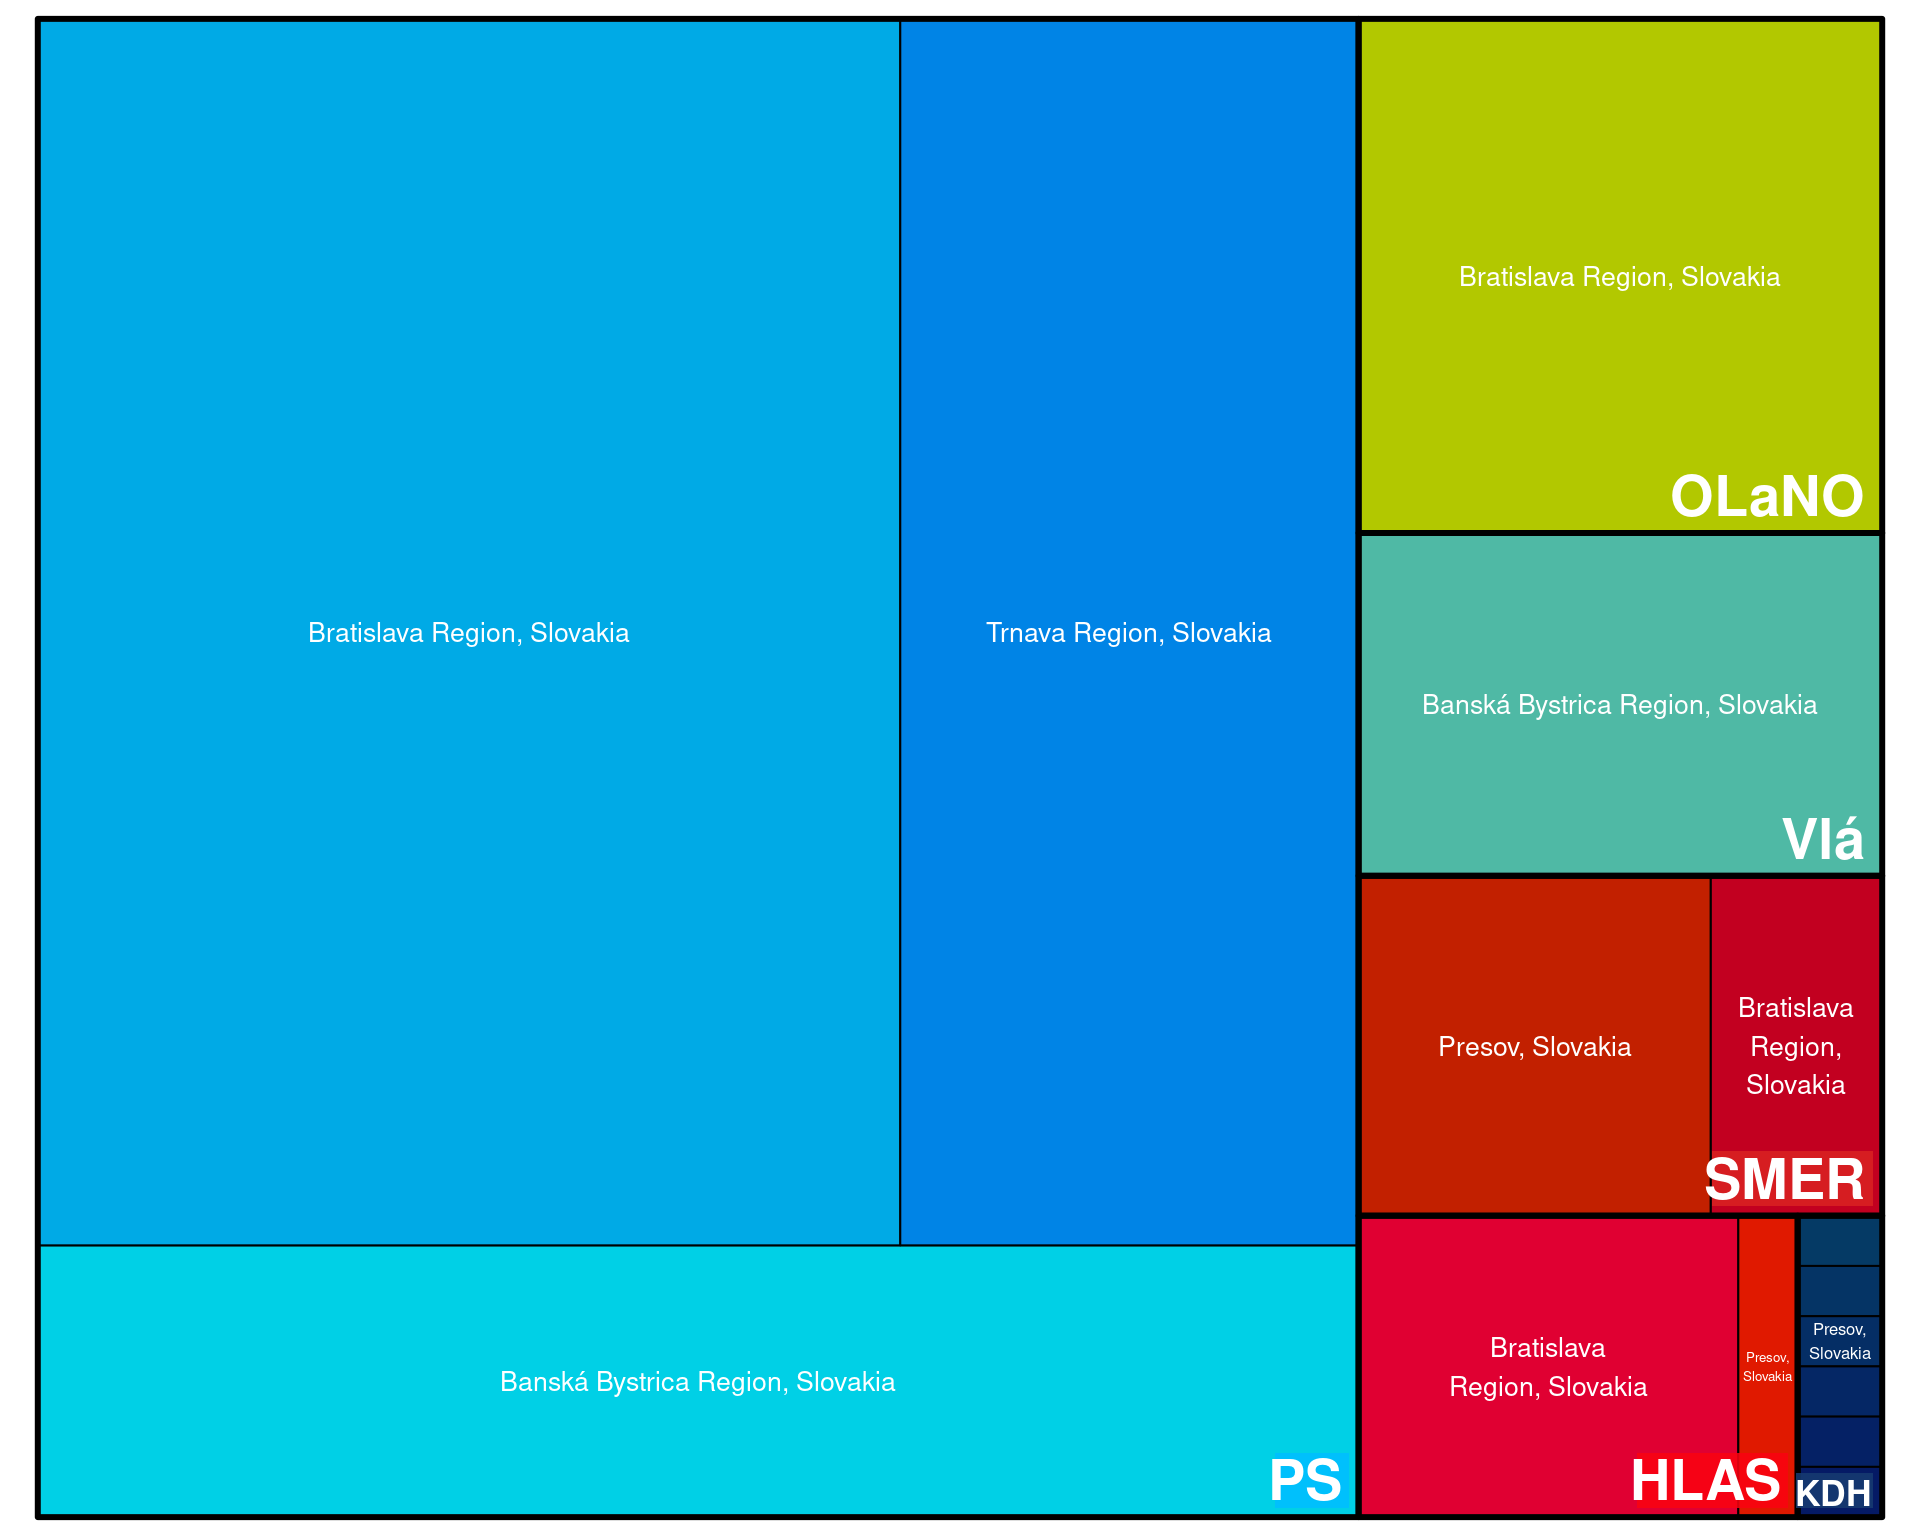 Bratislava Region, Slovakia
Trnava Region, Slovakia
Banská Bystrica Region, Slovakia
PS
Bratislava Region, Slovakia
OLaNO
Banská Bystrica Region, Slovakia
Vlá
Presov, Slovakia
Bratislava
Region,
Slovakia
SMER
Bratislava
Region, Slovakia
Presov,
Slovakia
HLAS
Presov,
Slovakia
KDH